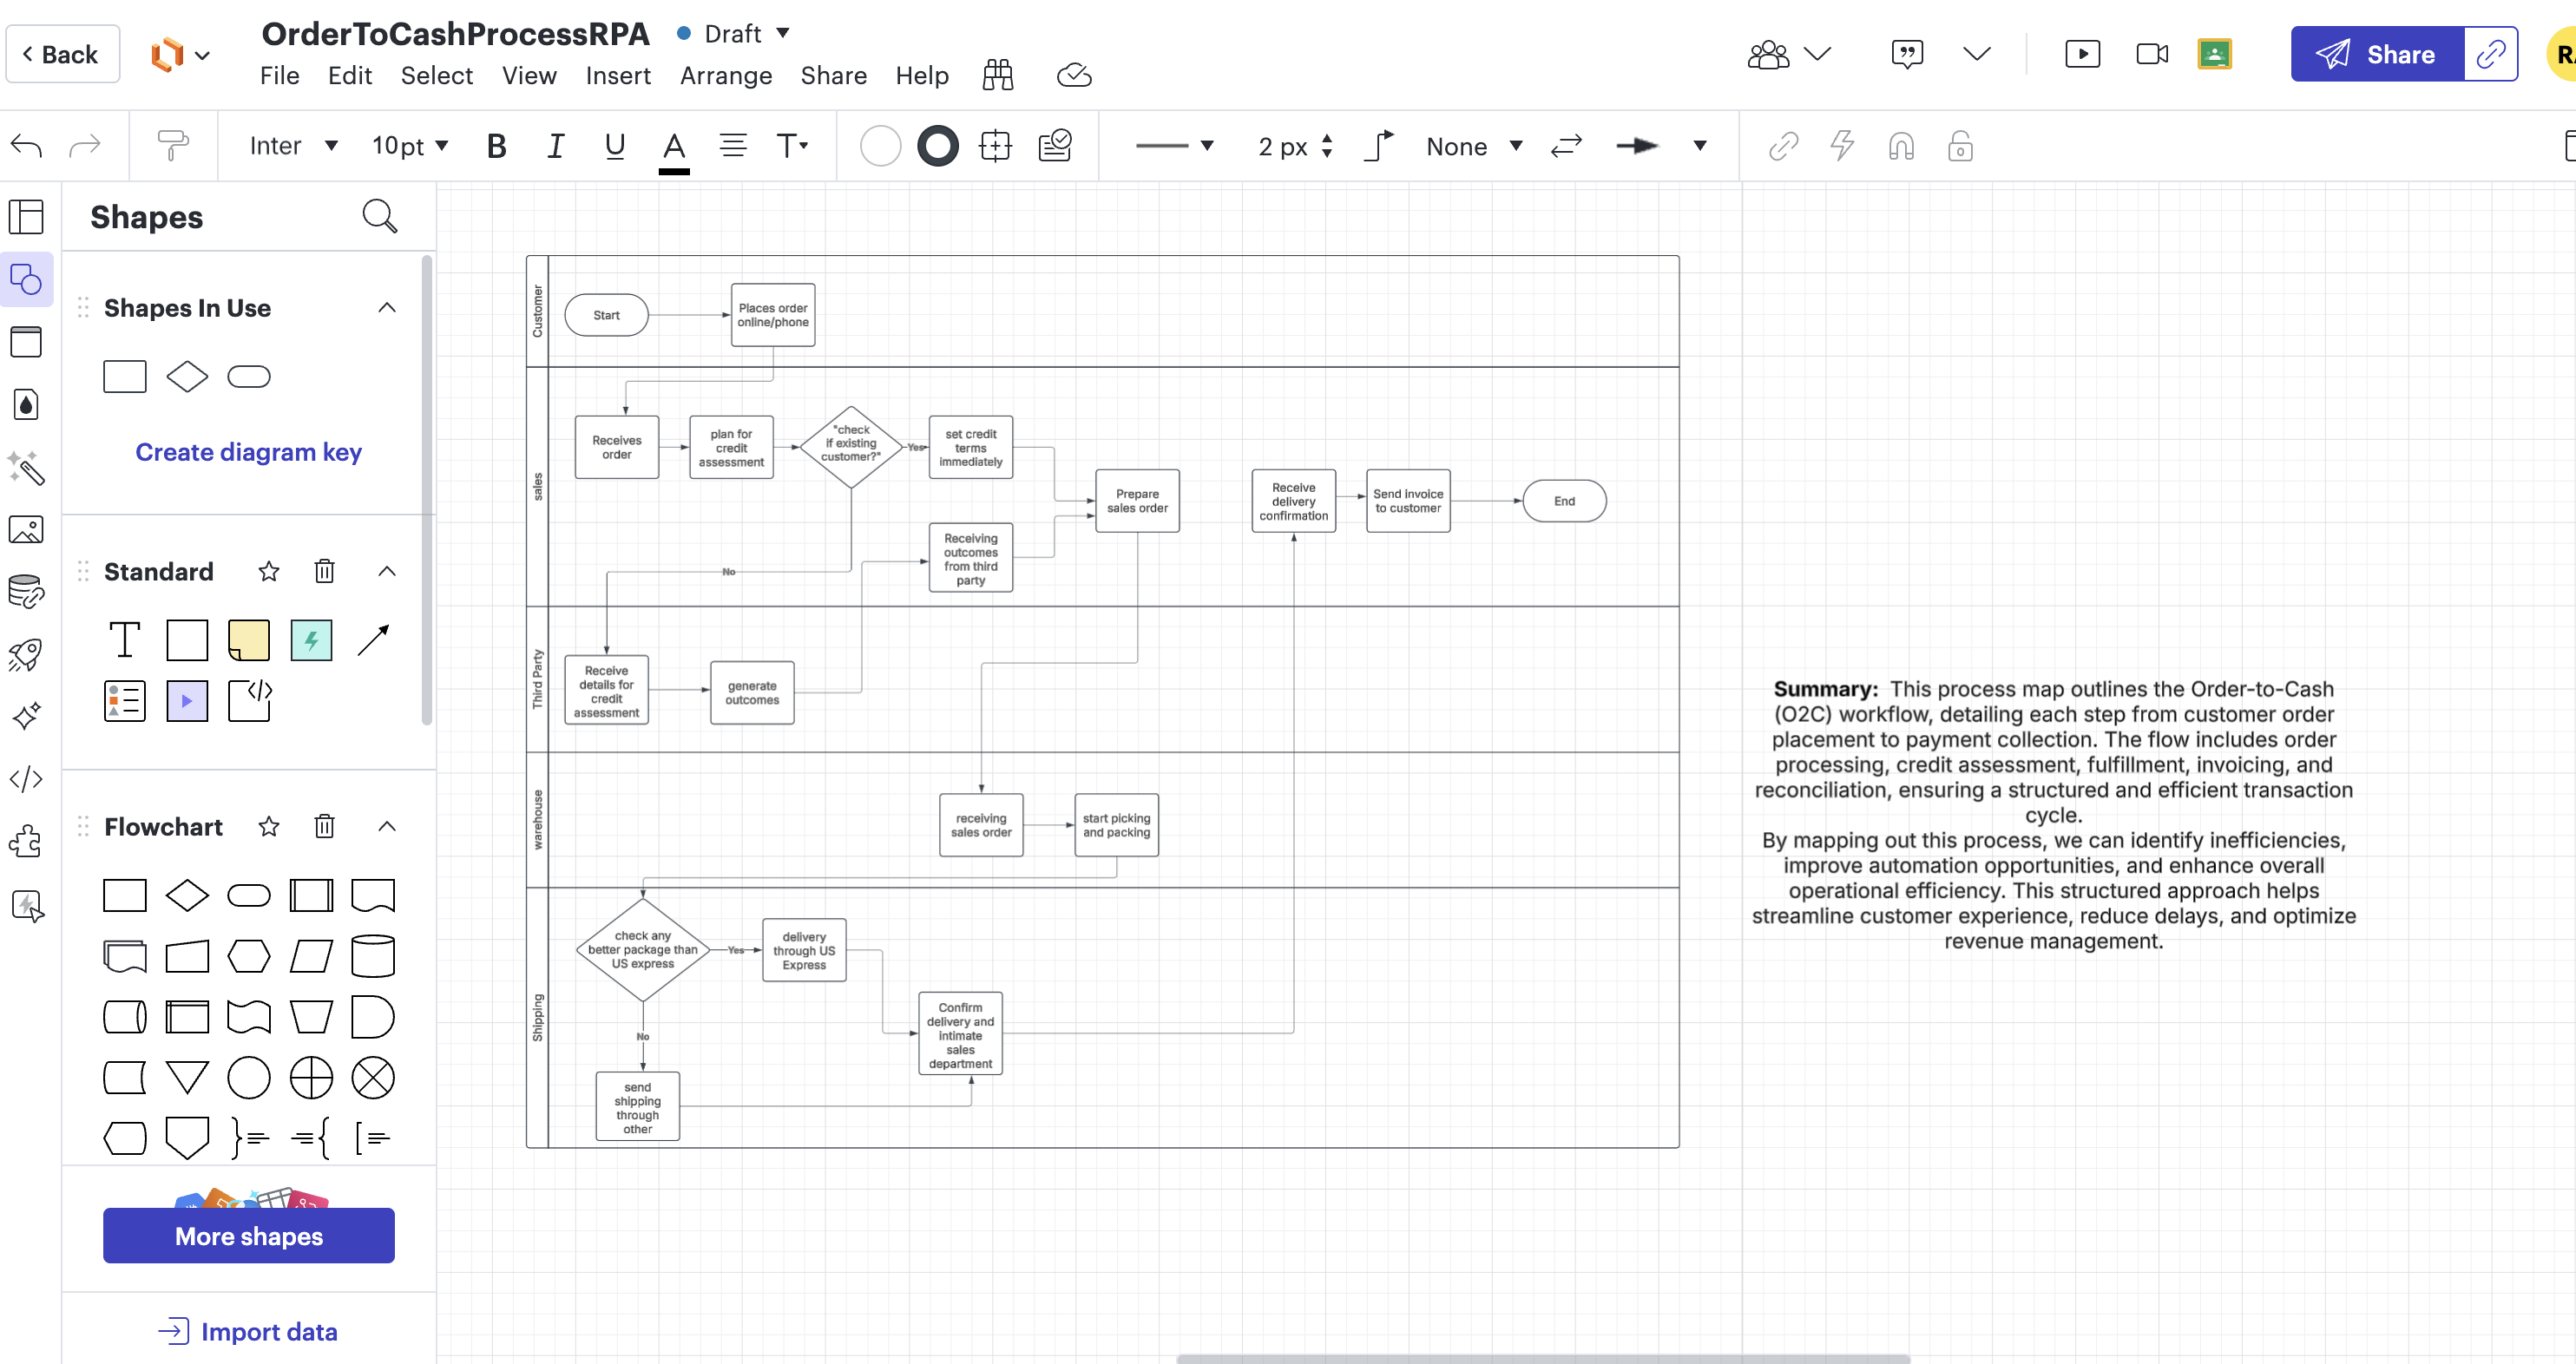 Back
OrderToCashProcessRPA
Draft
File Edit Select View Insert Arrange Share Help
Share
Inter
10pt
B I U A T
2 px
None
Shapes
Shapes In Use
Create diagram key
Standard
T
Flowchart
More shapes
Import data
Customer
Start
Places order
online/phone
sales
Receives
order
plan for
credit
assessment
"check
if existing
customer?"
Yes
set credit
terms
immediately
No
Receiving
outcomes
from third
party
Prepare
sales order
Receive
delivery
confirmation
Send invoice
to customer
End
Third Party
Receive
details for
credit
assessment
generate
outcomes
warehouse
receiving
sales order
start picking
and packing
Shipping
check any
better package than
US express
Yes
delivery
through US
Express
No
send
shipping
through
other
Confirm
delivery and
intimate
sales
department
Summary: This process map outlines the Order-to-Cash
(O2C) workflow, detailing each step from customer order
placement to payment collection. The flow includes order
processing, credit assessment, fulfillment, invoicing, and
reconciliation, ensuring a structured and efficient transaction
cycle.
By mapping out this process, we can identify inefficiencies,
improve automation opportunities, and enhance overall
operational efficiency. This structured approach helps
streamline customer experience, reduce delays, and optimize
revenue management.